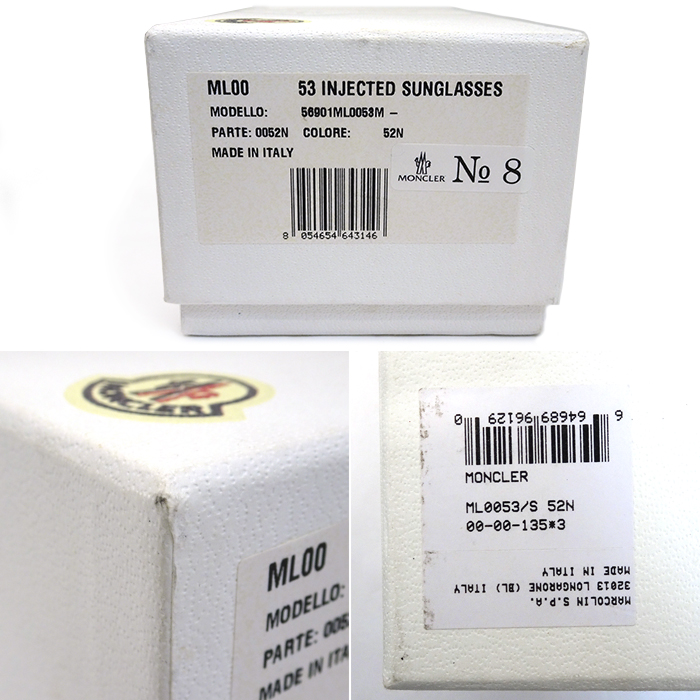 ML00 53 INJECTED SUNGLASSES
MODELLO: 56901ML0053M -
PARTE: 0052N COLORE: 52N
MADE IN ITALY
MONCLER No 8
8 054654 643146
MONCLER
ML00
MODELLO:
PARTE: 005
MADE IN ITA
6 64689 96129 0
MONCLER
ML0053/S 52N
00-00-135*3
MARCOLIN S.P.A.
32013 LONGARONE (BL) ITALY
MADE IN ITALY